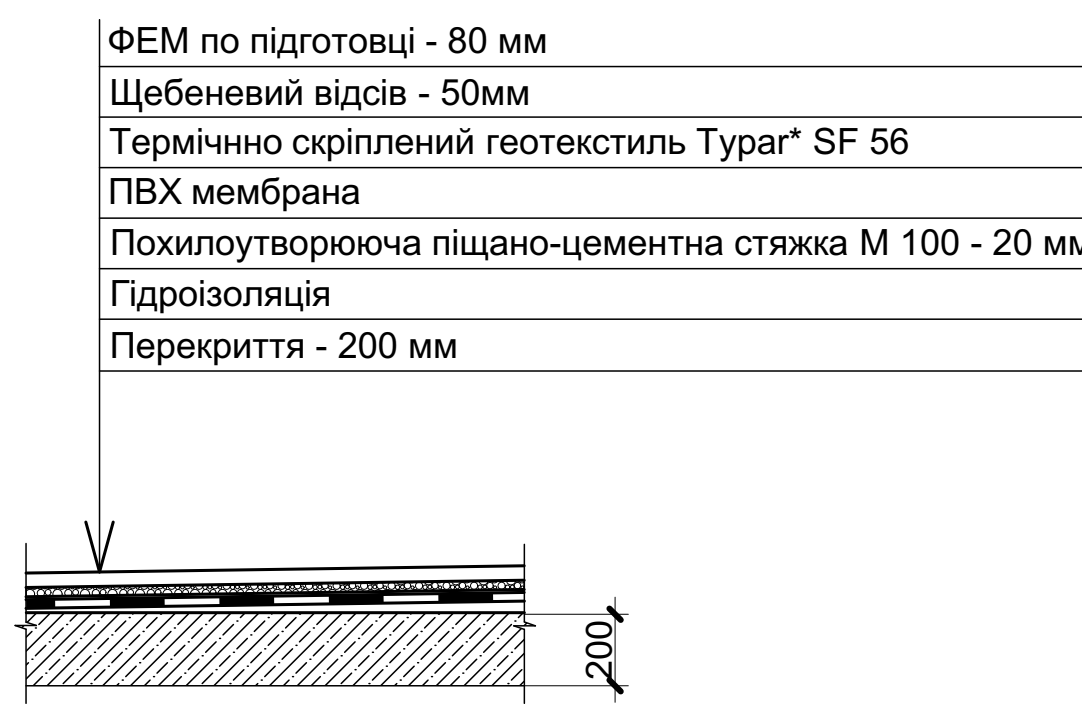 ФЕМ по підготовці - 80 мм
Щебеневий відсів - 50мм
Термічнно скріплений геотекстиль Typar* SF 56
ПВХ мембрана
Похилоутворююча піщано-цементна стяжка М 100 - 20 мм
Гідроізоляція
Перекриття - 200 мм
200